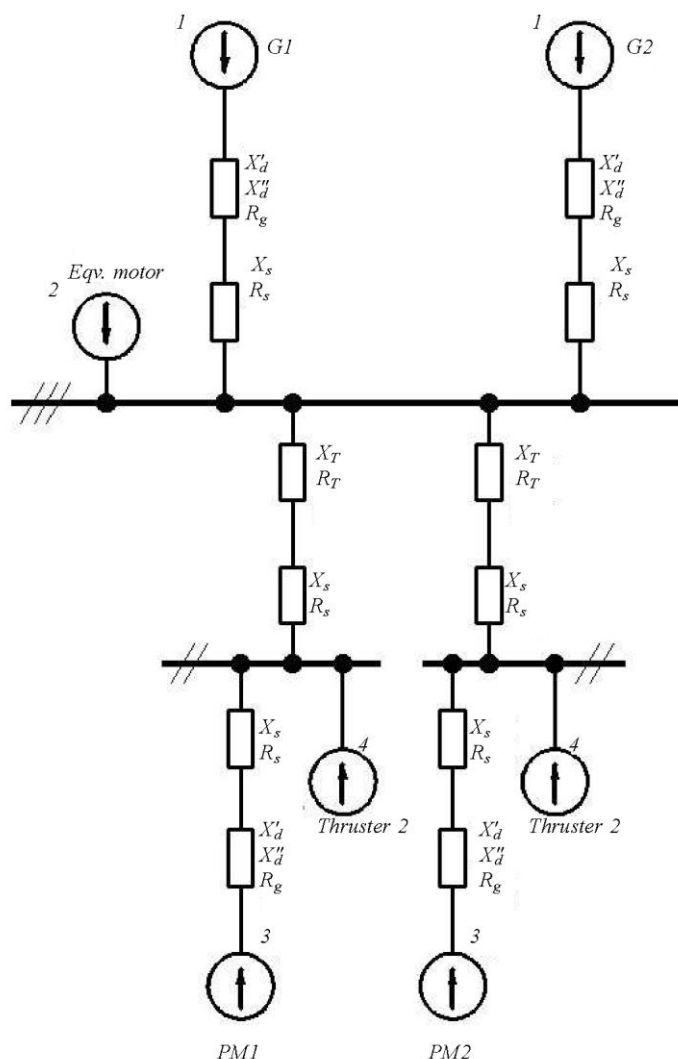 1
G1
1
G2
X'd
X''d
Rg
X'd
X''d
Rg
Eqv. motor
2
Xs
Rs
Xs
Rs
XT
RT
XT
RT
Xs
Rs
Xs
Rs
Xs
Rs
4
Thruster 2
Xs
Rs
4
Thruster 2
X'd
X''d
Rg
X'd
X''d
Rg
3
3
PM1
PM2